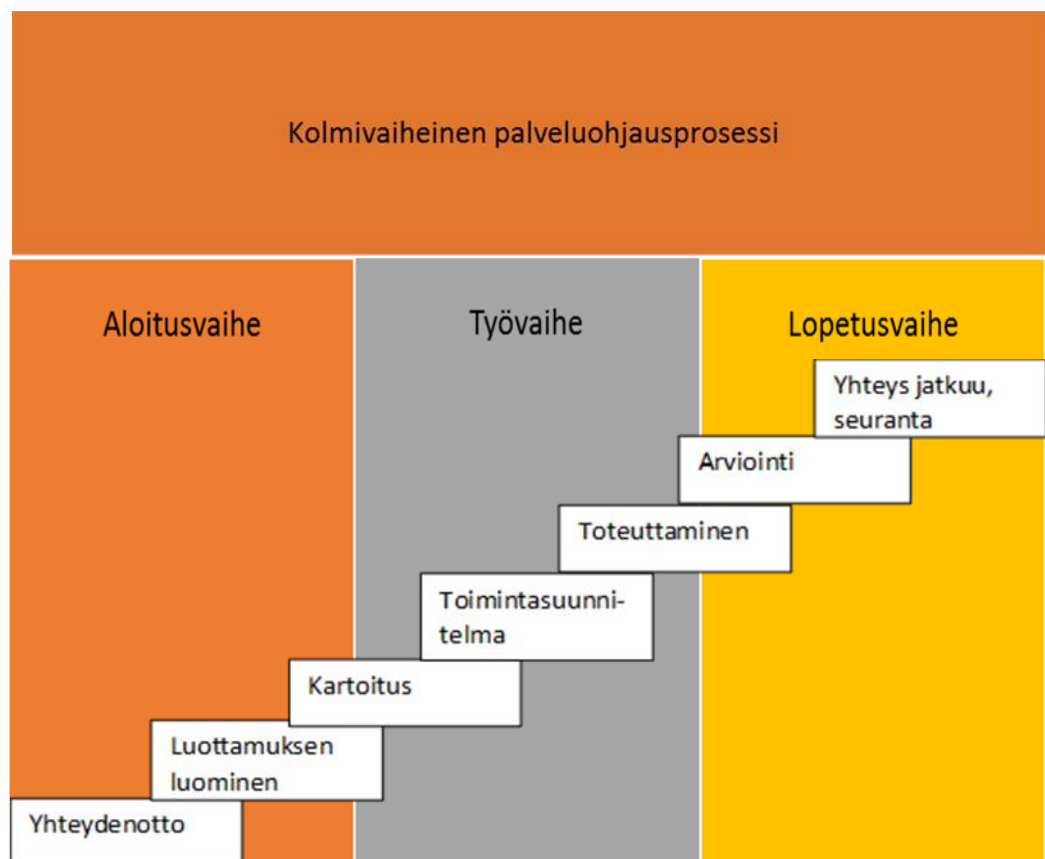 Kolmivaiheinen palveluohjausprosessi
Aloitusvaihe
Työvaihe
Lopetusvaihe
Yhteys jatkuu,
seuranta
Arviointi
Toteuttaminen
Toimintasuunni-
telma
Kartoitus
Luottamuksen
luominen
Yhteydenotto